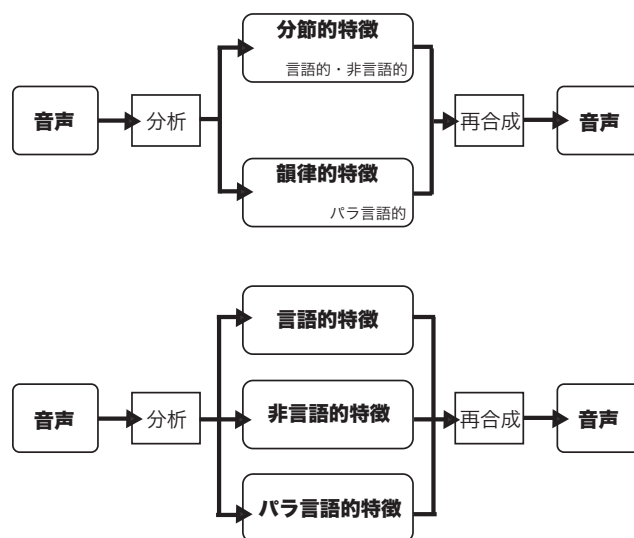 分節的特徴
言語的・非言語的
音声
分析
再合成
音声
韻律的特徴
パラ言語的
言語的特徴
音声
分析
非言語的特徴
再合成
音声
パラ言語的特徴